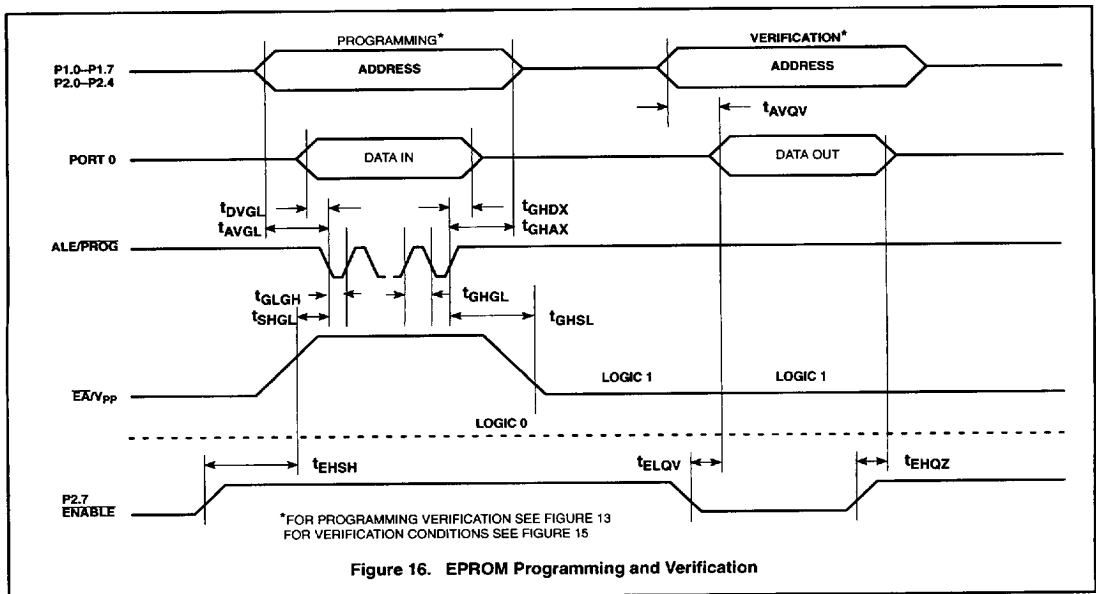 PROGRAMMING*
VERIFICATION*
P1.0–P1.7
P2.0–P2.4
ADDRESS
ADDRESS
tAVQV
PORT 0
DATA IN
DATA OUT
tDVGL
tGHDX
tAVGL
tGHAX
ALE/PROG
tGLGH
tGHGL
tSHGL
tGHSL
LOGIC 1
LOGIC 1
EA/VPP
LOGIC 0
tEHSH
tELQV
tEHQZ
P2.7
ENABLE
*FOR PROGRAMMING VERIFICATION SEE FIGURE 13
FOR VERIFICATION CONDITIONS SEE FIGURE 15
Figure 16. EPROM Programming and Verification